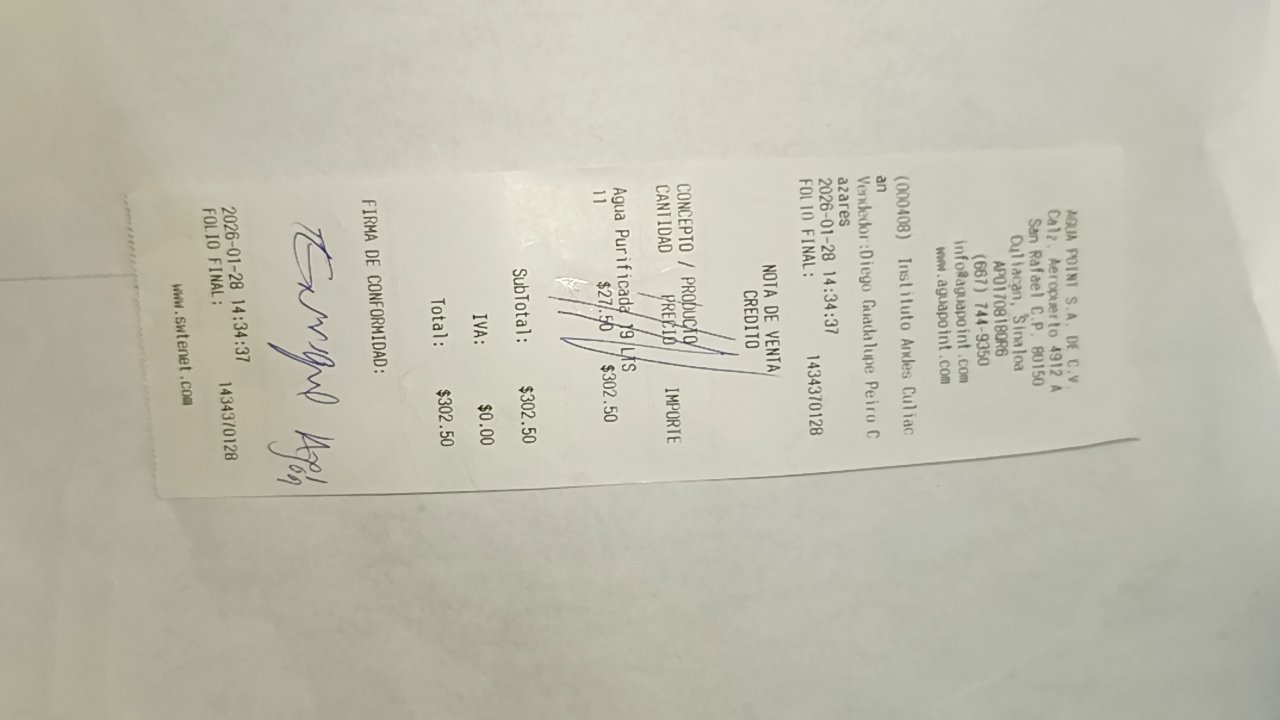 AGUA POINT S.A. DE C.V.
Calz. Aeropuerto 4912 A
San Rafael C.P. 80150
Culiacan, Sinaloa
APO170818DR6
(667) 744-9350
info@aguapoint.com
www.aguapoint.com
(000408) Instituto Andes Culiac
an
Vendedor:Diego Guadalupe Peiro C
azares
2026-01-28 14:34:37 1434370128
FOLIO FINAL:
NOTA DE VENTA
CREDITO
CONCEPTO / PRODUCTO
CANTIDAD PRECIO IMPORTE
Agua Purificada 19 LTS
11 $27.50 $302.50
SubTotal: $302.50
IVA: $0.00
Total: $302.50
FIRMA DE CONFORMIDAD:
2026-01-28 14:34:37 1434370128
FOLIO FINAL:
www.swtenet.com